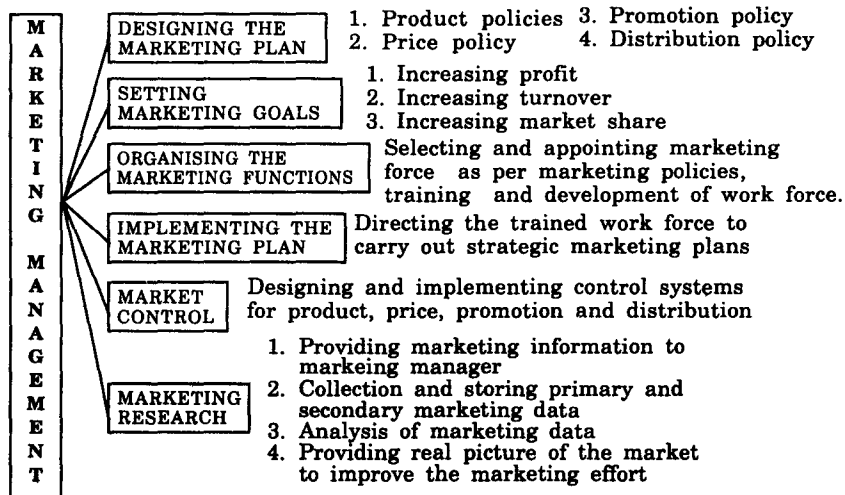 MARKETING MANAGEMENT
DESIGNING THE
MARKETING PLAN
1. Product policies 3. Promotion policy
2. Price policy 4. Distribution policy
SETTING
MARKETING GOALS
1. Increasing profit
2. Increasing turnover
3. Increasing market share
ORGANISING THE
MARKETING FUNCTIONS
Selecting and appointing marketing
force as per marketing policies,
training and development of work force.
IMPLEMENTING THE
MARKETING PLAN
Directing the trained work force to
carry out strategic marketing plans
MARKET
CONTROL
Designing and implementing control systems
for product, price, promotion and distribution
MARKETING
RESEARCH
1. Providing marketing information to
markeing manager
2. Collection and storing primary and
secondary marketing data
3. Analysis of marketing data
4. Providing real picture of the market
to improve the marketing effort